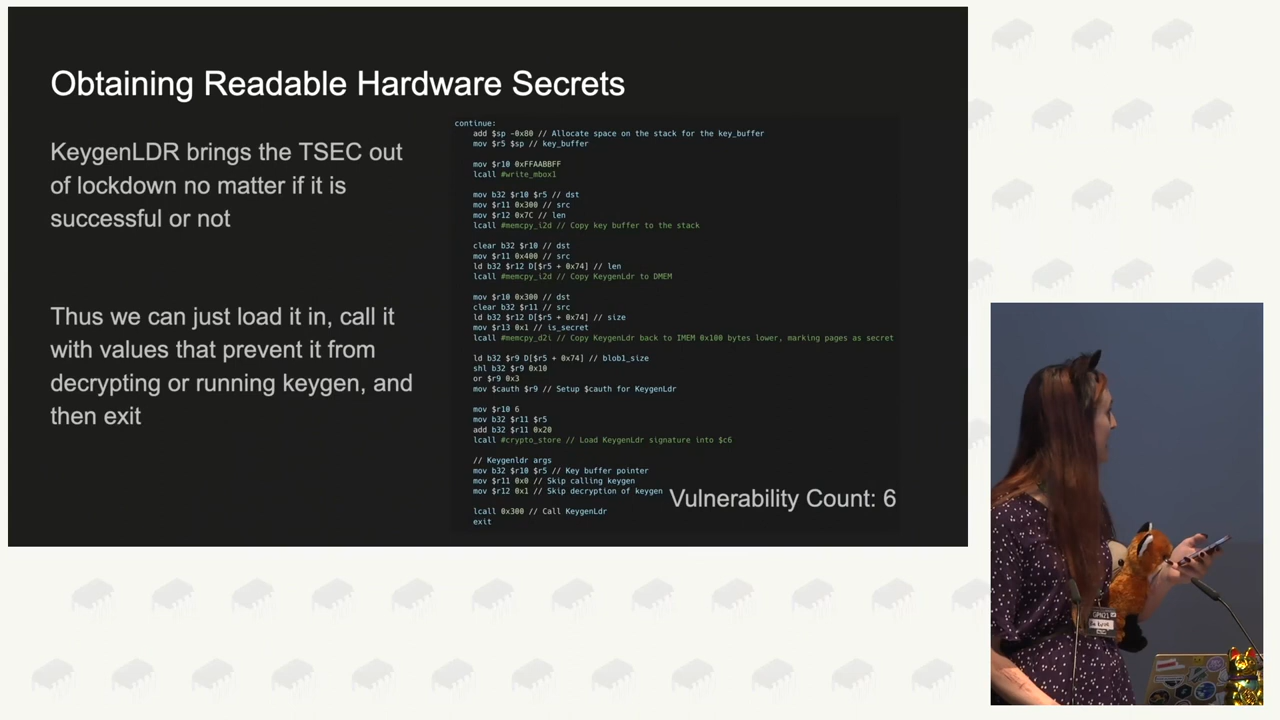 Obtaining Readable Hardware Secrets
KeygenLDR brings the TSEC out
of lockdown no matter if it is
successful or not
Thus we can just load it in, call it
with values that prevent it from
decrypting or running keygen, and
then exit
continue:
add $sp -0x80 // Allocate space on the stack for the key_buffer
mov $r5 $sp // key_buffer
mov $r10 0xFFAABBFF
lcall #write_mbox1
mov b32 $r10 $r5 // dst
mov $r11 0x300 // src
mov $r12 0x7C // len
lcall #memcpy_i2d // Copy key buffer to the stack
clear b32 $r10 // dst
mov $r11 0x400 // src
ld b32 $r12 D[$r5 + 0x74] // len
lcall #memcpy_i2d // Copy KeygenLdr to DMEM
mov $r10 0x300 // dst
clear b32 $r11 // src
ld b32 $r12 D[$r5 + 0x74] // size
mov $r13 0x1 // is_secret
lcall #memcpy_d2i // Copy KeygenLdr back to IMEM 0x100 bytes lower, marking pages as secret
ld b32 $r9 D[$r5 + 0x74] // blob1_size
shl b32 $r9 0x10
or $r9 0x3
mov $cauth $r9 // Setup $cauth for KeygenLdr
mov $r10 6
mov b32 $r11 $r5
add b32 $r11 0x20
lcall #crypto_store // Load KeygenLdr signature into $c6
// Keygenldr args
mov b32 $r10 $r5 // Key buffer pointer
mov $r11 0x0 // Skip calling keygen
mov $r12 0x1 // Skip decryption of keygen
lcall 0x300 // Call KeygenLdr
exit
Vulnerability Count: 6
GPN21